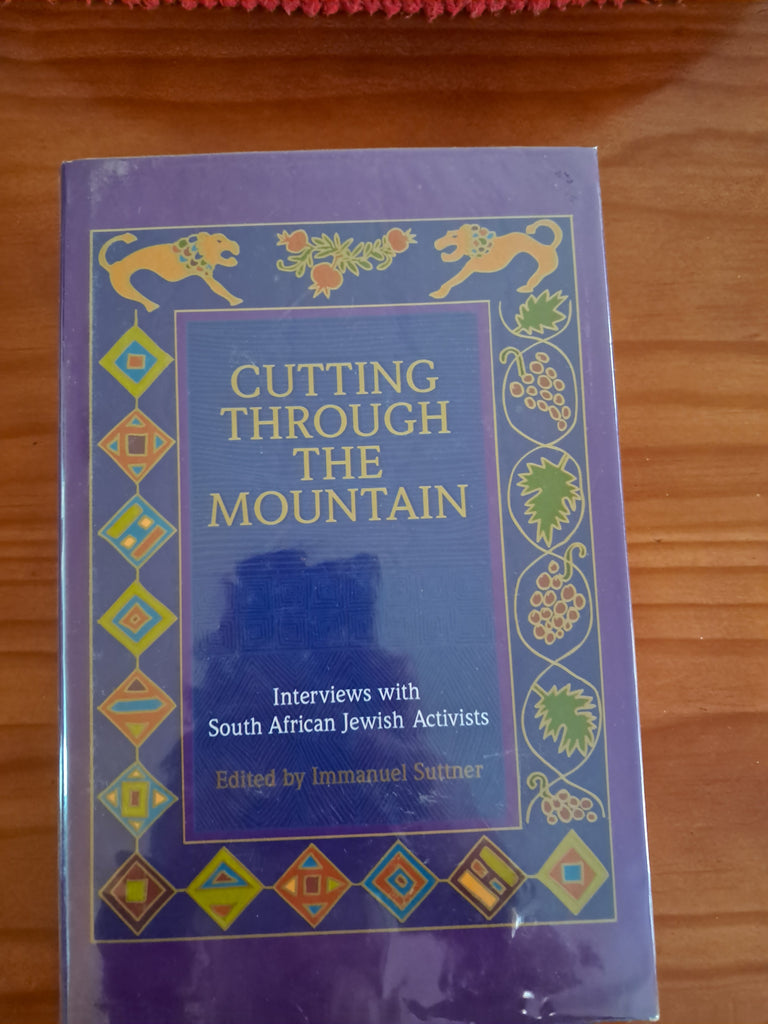 CUTTING
THROUGH
THE
MOUNTAIN
Interviews with
South African Jewish Activists
Edited by Immanuel Suttner